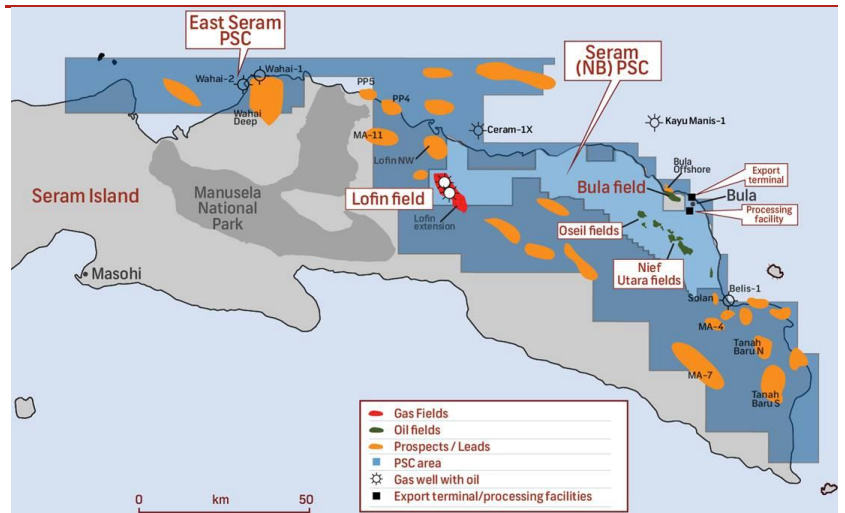 East Seram
PSC
Seram
(NB) PSC
Wahai-2
Wahai-1
Wahai
Deep
PP5
PP4
MA-11
Lofin NW
Ceram-1X
Kayu Manis-1
Bula
Offshore
Export
terminal
Bula field
Bula
Processing
facility
Seram Island
Manusela
National
Park
Lofin field
Lofin
extension
Oseil fields
Nief
Utara fields
Masohi
Solan
Belis-1
MA-4
Tanah
Baru N
MA-7
Tanah
Baru S
Gas Fields
Oil fields
Prospects / Leads
PSC area
Gas well with oil
Export terminal/processing facilities
0 km 50